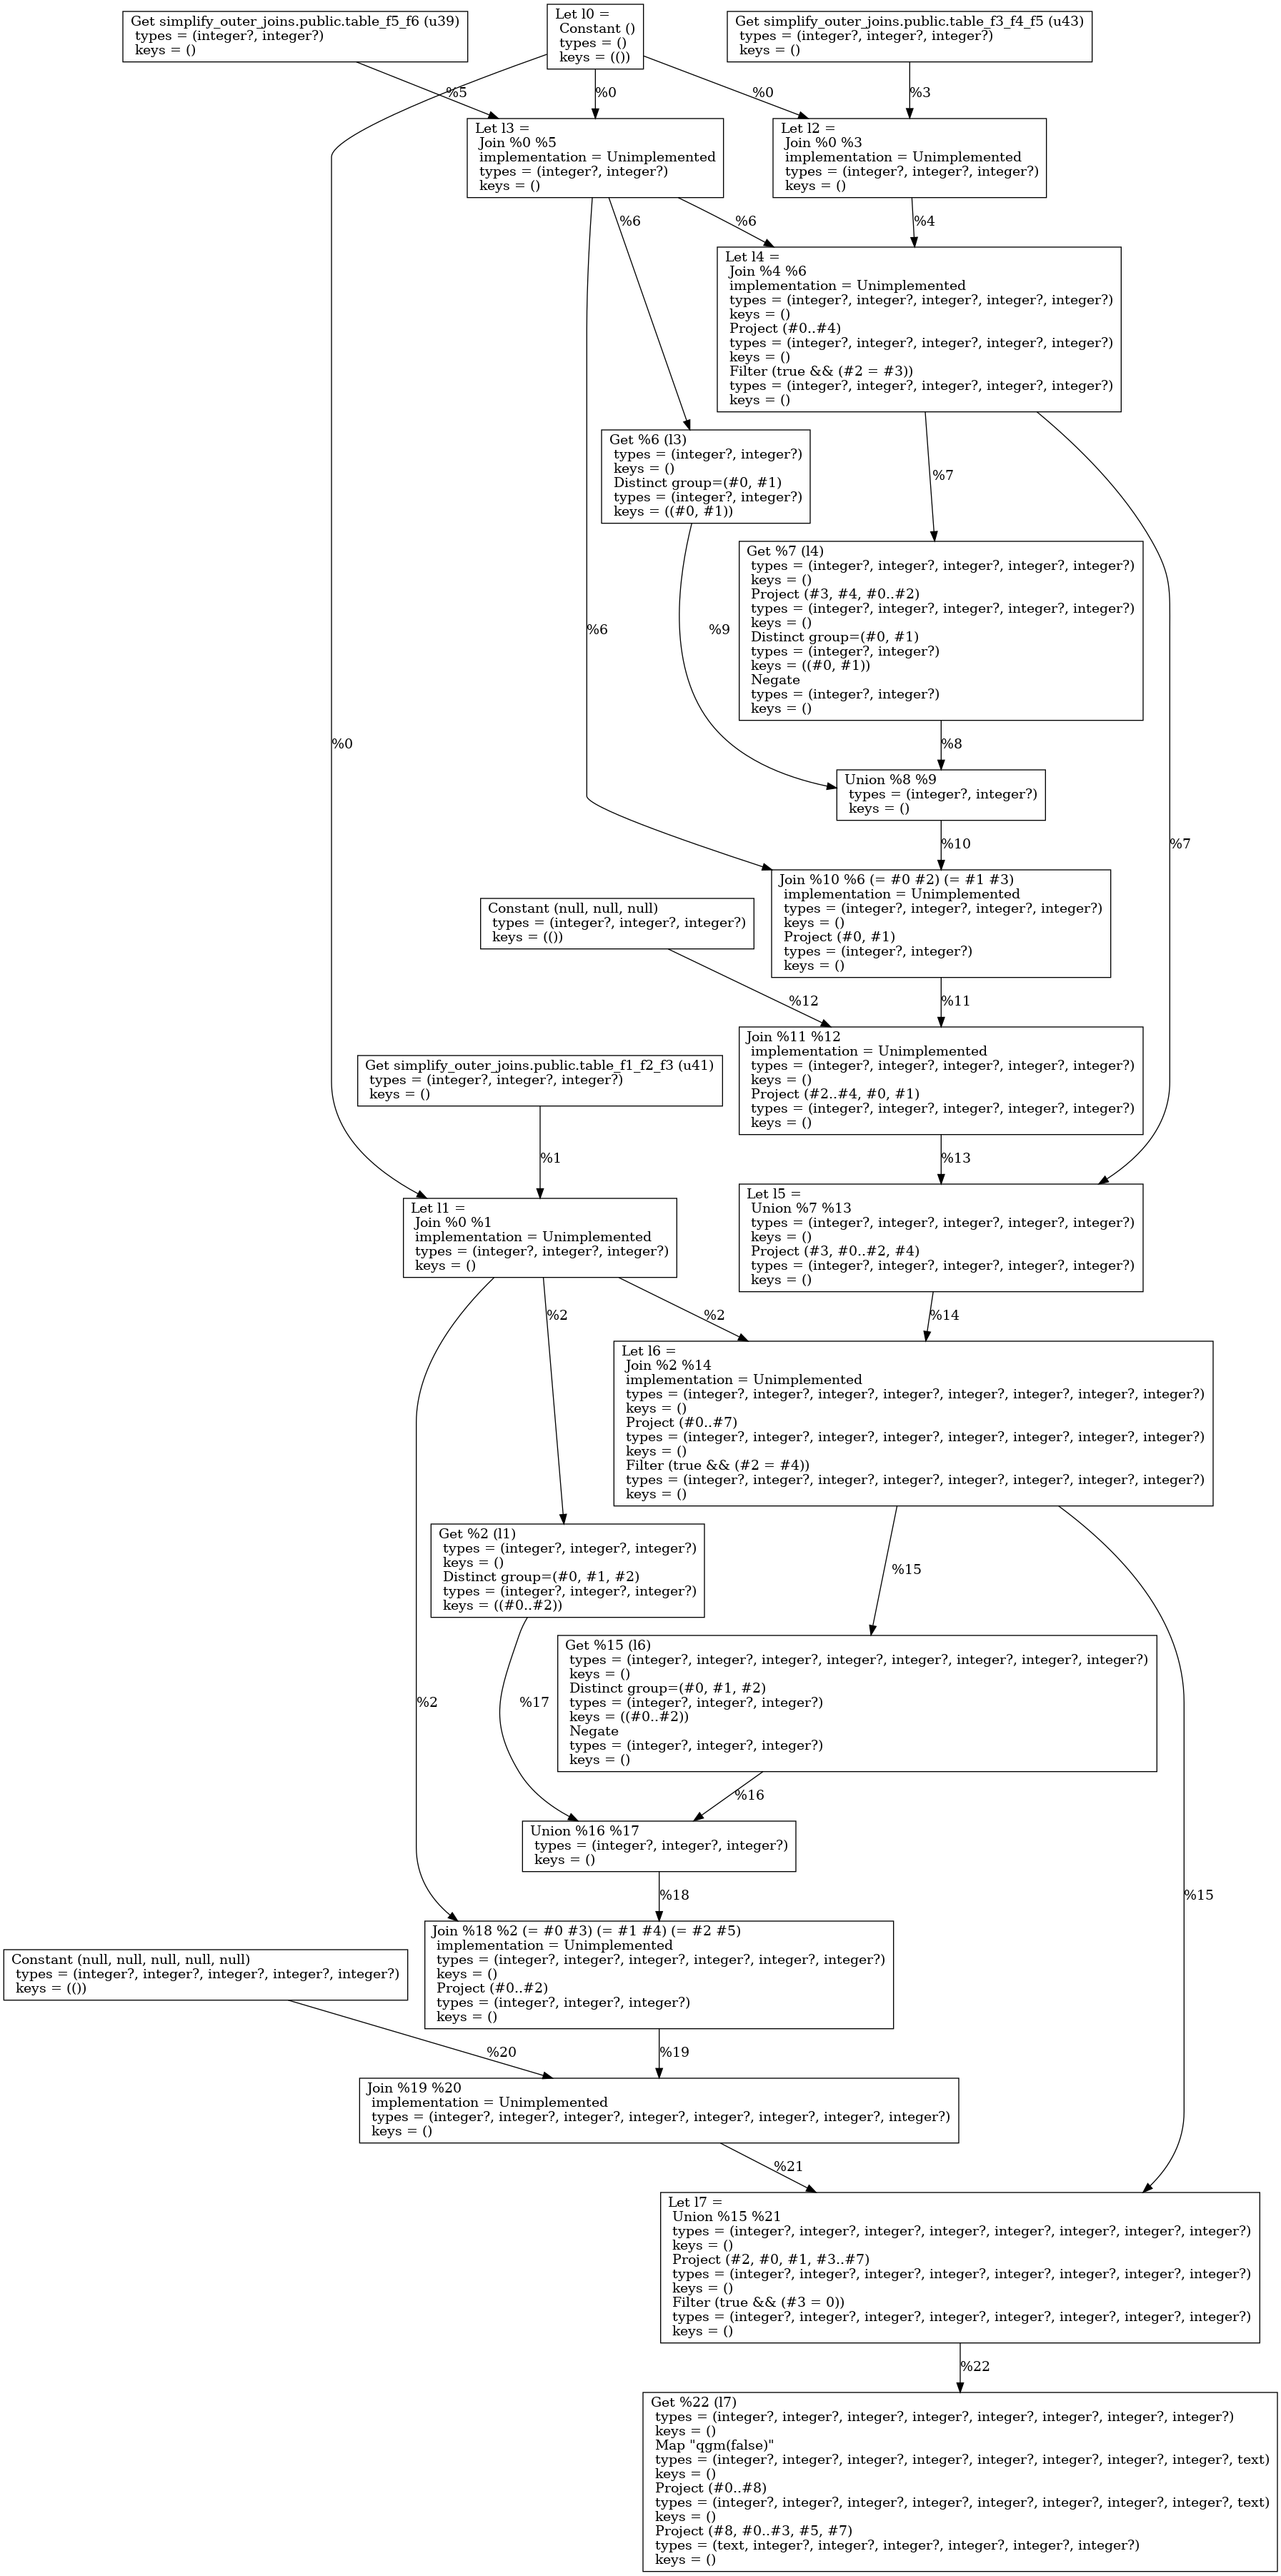 Get simplify_outer_joins.public.table_f5_f6 (u39)
types = (integer?, integer?)
keys = ()
Let l0 =
Constant ()
types = ()
keys = (())
Get simplify_outer_joins.public.table_f3_f4_f5 (u43)
types = (integer?, integer?, integer?)
keys = ()
%5
%0
%0
%3
Let l3 =
Join %0 %5
implementation = Unimplemented
types = (integer?, integer?)
keys = ()
Let l2 =
Join %0 %3
implementation = Unimplemented
types = (integer?, integer?, integer?)
keys = ()
%6
%6
%4
Let l4 =
Join %4 %6
implementation = Unimplemented
types = (integer?, integer?, integer?, integer?, integer?)
keys = ()
Project (#0..#4)
types = (integer?, integer?, integer?, integer?, integer?)
keys = ()
Filter (true && (#2 = #3))
types = (integer?, integer?, integer?, integer?, integer?)
keys = ()
Get %6 (l3)
types = (integer?, integer?)
keys = ()
Distinct group=(#0, #1)
types = (integer?, integer?)
keys = ((#0, #1))
%7
Get %7 (l4)
types = (integer?, integer?, integer?, integer?, integer?)
keys = ()
Project (#3, #4, #0..#2)
types = (integer?, integer?, integer?, integer?, integer?)
keys = ()
Distinct group=(#0, #1)
types = (integer?, integer?)
keys = ((#0, #1))
Negate
types = (integer?, integer?)
keys = ()
%6
%9
%0
%8
Union %8 %9
types = (integer?, integer?)
keys = ()
%10
%7
Join %10 %6 (= #0 #2) (= #1 #3)
implementation = Unimplemented
types = (integer?, integer?, integer?, integer?)
keys = ()
Project (#0, #1)
types = (integer?, integer?)
keys = ()
Constant (null, null, null)
types = (integer?, integer?, integer?)
keys = (())
%12
%11
Join %11 %12
implementation = Unimplemented
types = (integer?, integer?, integer?, integer?, integer?)
keys = ()
Project (#2..#4, #0, #1)
types = (integer?, integer?, integer?, integer?, integer?)
keys = ()
Get simplify_outer_joins.public.table_f1_f2_f3 (u41)
types = (integer?, integer?, integer?)
keys = ()
%1
%13
Let l1 =
Join %0 %1
implementation = Unimplemented
types = (integer?, integer?, integer?)
keys = ()
Let l5 =
Union %7 %13
types = (integer?, integer?, integer?, integer?, integer?)
keys = ()
Project (#3, #0..#2, #4)
types = (integer?, integer?, integer?, integer?, integer?)
keys = ()
%2
%2
%14
Let l6 =
Join %2 %14
implementation = Unimplemented
types = (integer?, integer?, integer?, integer?, integer?, integer?, integer?, integer?)
keys = ()
Project (#0..#7)
types = (integer?, integer?, integer?, integer?, integer?, integer?, integer?, integer?)
keys = ()
Filter (true && (#2 = #4))
types = (integer?, integer?, integer?, integer?, integer?, integer?, integer?, integer?)
keys = ()
Get %2 (l1)
types = (integer?, integer?, integer?)
keys = ()
Distinct group=(#0, #1, #2)
types = (integer?, integer?, integer?)
keys = ((#0..#2))
%15
Get %15 (l6)
types = (integer?, integer?, integer?, integer?, integer?, integer?, integer?, integer?)
keys = ()
Distinct group=(#0, #1, #2)
types = (integer?, integer?, integer?)
keys = ((#0..#2))
Negate
types = (integer?, integer?, integer?)
keys = ()
%2
%17
%16
Union %16 %17
types = (integer?, integer?, integer?)
keys = ()
%18
%15
Join %18 %2 (= #0 #3) (= #1 #4) (= #2 #5)
implementation = Unimplemented
types = (integer?, integer?, integer?, integer?, integer?, integer?)
keys = ()
Project (#0..#2)
types = (integer?, integer?, integer?)
keys = ()
Constant (null, null, null, null, null)
types = (integer?, integer?, integer?, integer?, integer?)
keys = (())
%20
%19
Join %19 %20
implementation = Unimplemented
types = (integer?, integer?, integer?, integer?, integer?, integer?, integer?, integer?)
keys = ()
%21
Let l7 =
Union %15 %21
types = (integer?, integer?, integer?, integer?, integer?, integer?, integer?, integer?)
keys = ()
Project (#2, #0, #1, #3..#7)
types = (integer?, integer?, integer?, integer?, integer?, integer?, integer?, integer?)
keys = ()
Filter (true && (#3 = 0))
types = (integer?, integer?, integer?, integer?, integer?, integer?, integer?, integer?)
keys = ()
%22
Get %22 (l7)
types = (integer?, integer?, integer?, integer?, integer?, integer?, integer?, integer?)
keys = ()
Map "qgm(false)"
types = (integer?, integer?, integer?, integer?, integer?, integer?, integer?, integer?, text)
keys = ()
Project (#0..#8)
types = (integer?, integer?, integer?, integer?, integer?, integer?, integer?, integer?, text)
keys = ()
Project (#8, #0..#3, #5, #7)
types = (text, integer?, integer?, integer?, integer?, integer?, integer?)
keys = ()